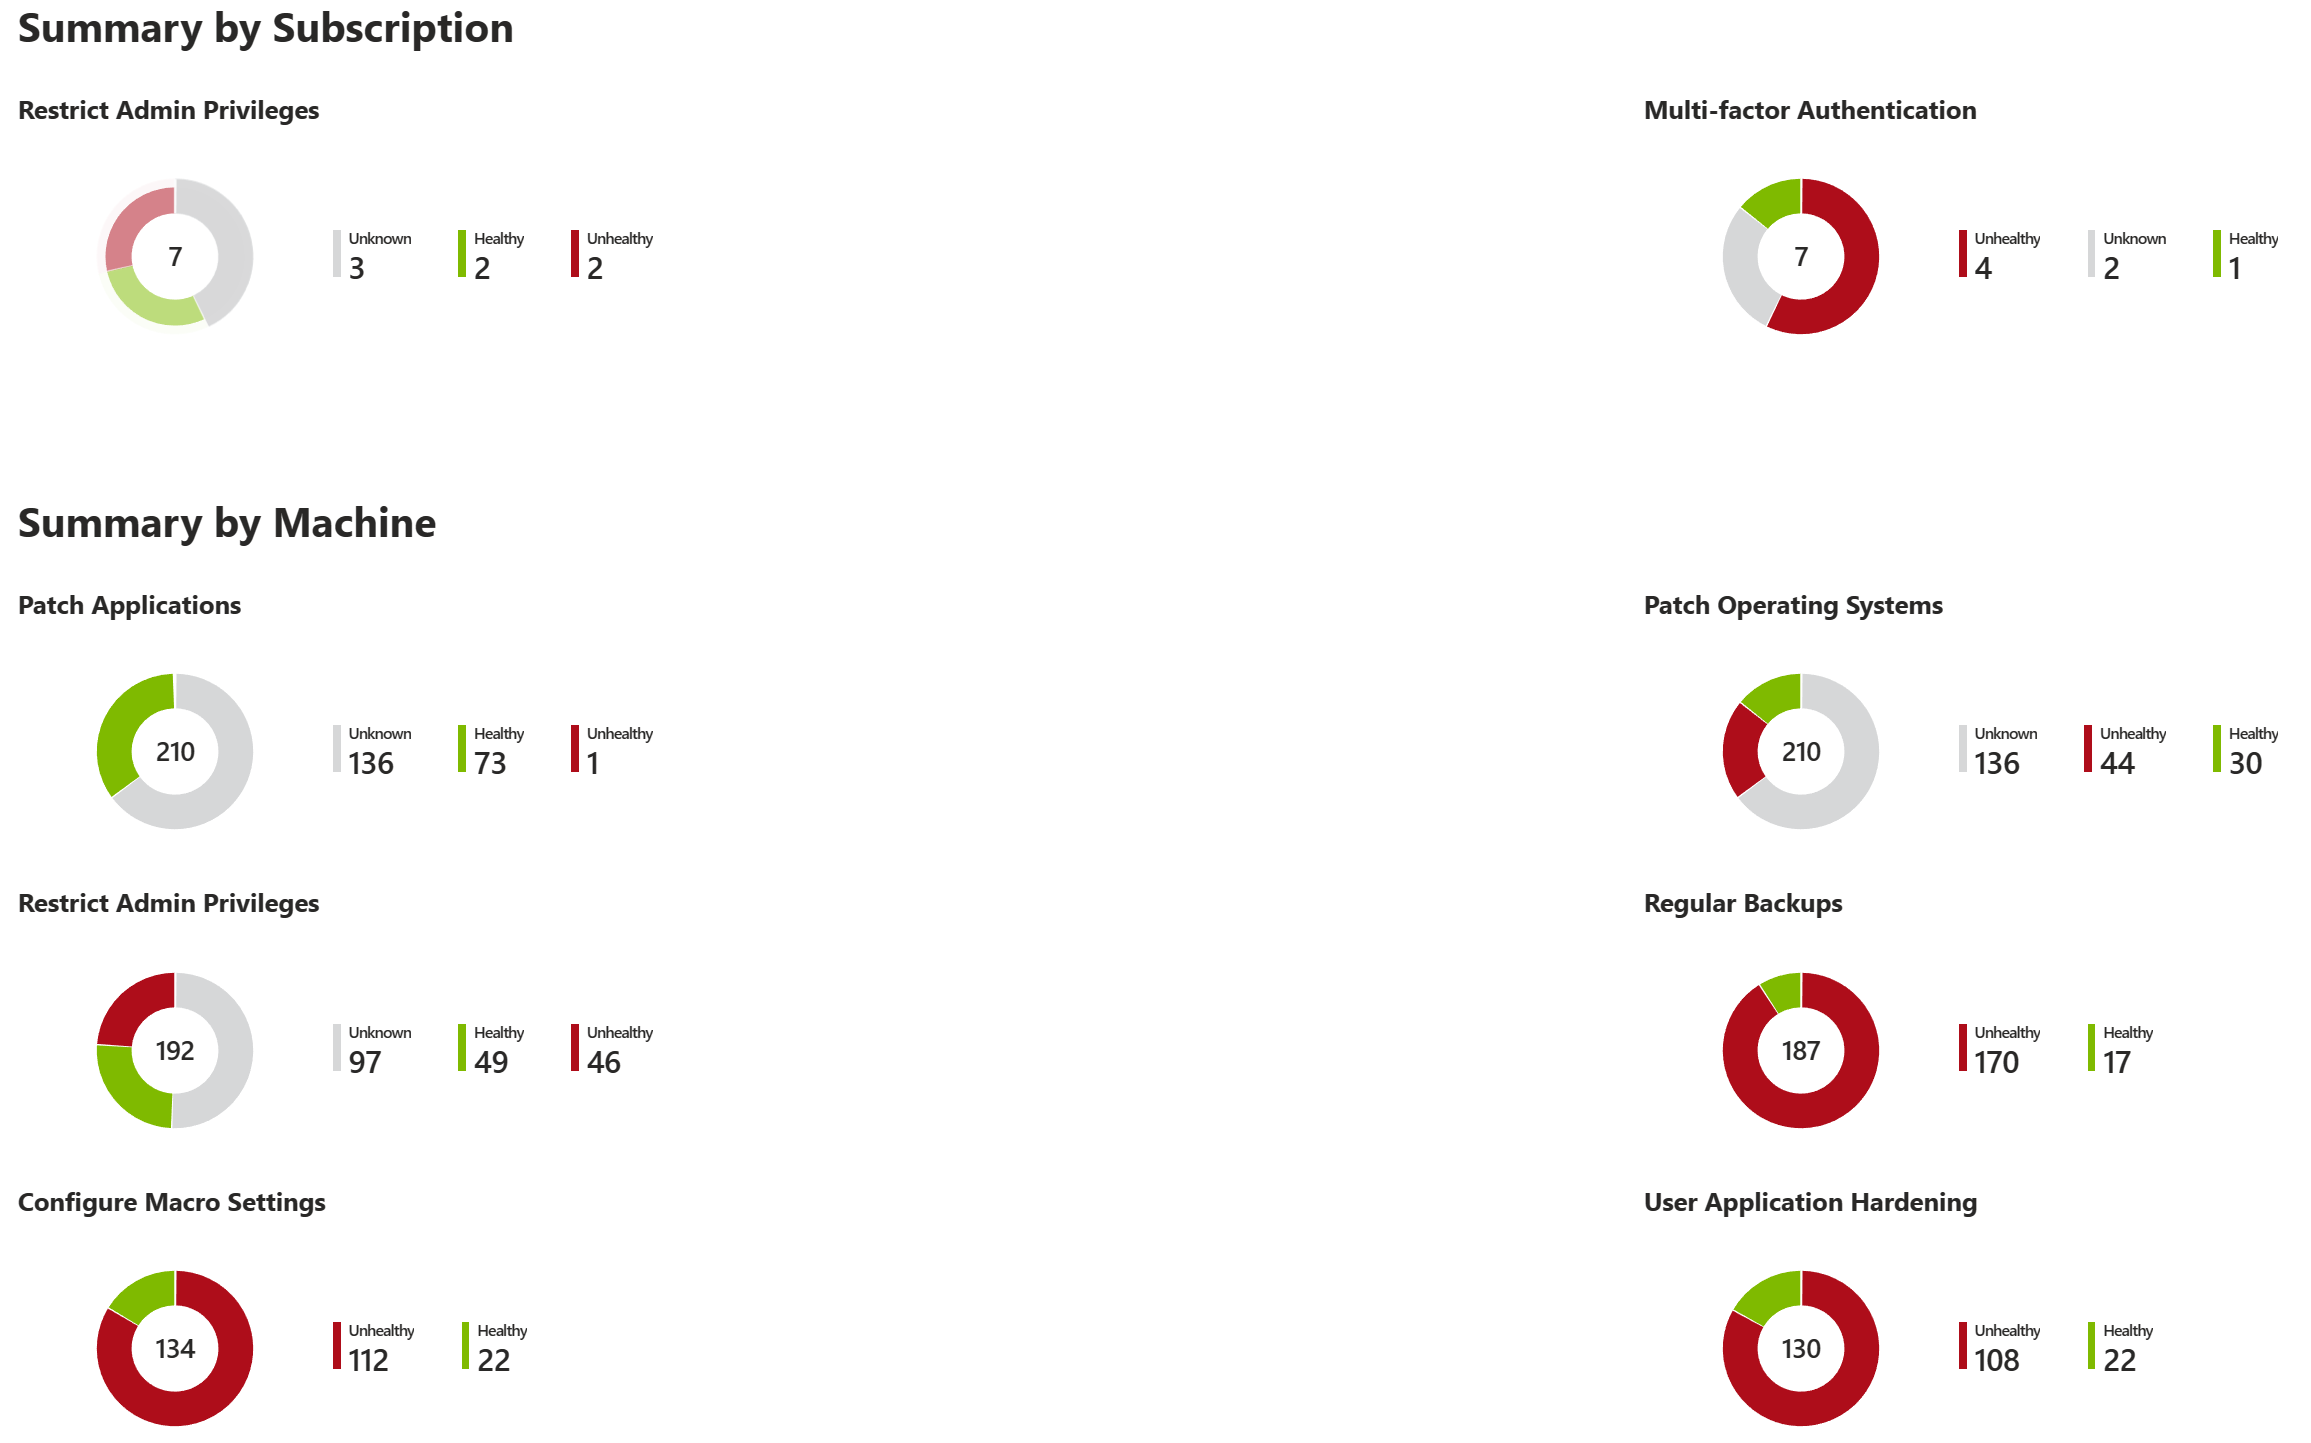 Summary by Subscription
Restrict Admin Privileges
7
Unknown
3
Healthy
2
Unhealthy
2
Multi-factor Authentication
7
Unhealthy
4
Unknown
2
Healthy
1
Summary by Machine
Patch Applications
210
Unknown
136
Healthy
73
Unhealthy
1
Patch Operating Systems
210
Unknown
136
Unhealthy
44
Healthy
30
Restrict Admin Privileges
192
Unknown
97
Healthy
49
Unhealthy
46
Regular Backups
187
Unhealthy
170
Healthy
17
Configure Macro Settings
134
Unhealthy
112
Healthy
22
User Application Hardening
130
Unhealthy
108
Healthy
22